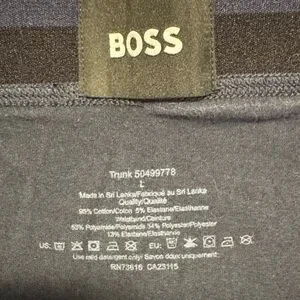 BOSS
Trunk 50499778
L
Made in Sri Lanka/Fabriqué au Sri Lanka
Quality/Qualité
95% Cotton/Coton 5% Elastane/Elasthanne
Waistband/Ceinture
53% Polyamide/Polyamide 34% Polyester/Polyester
13% Elastane/Elasthanne
US: EU:
Use mild detergent only/Savon doux uniquement
RN73616 CA23115